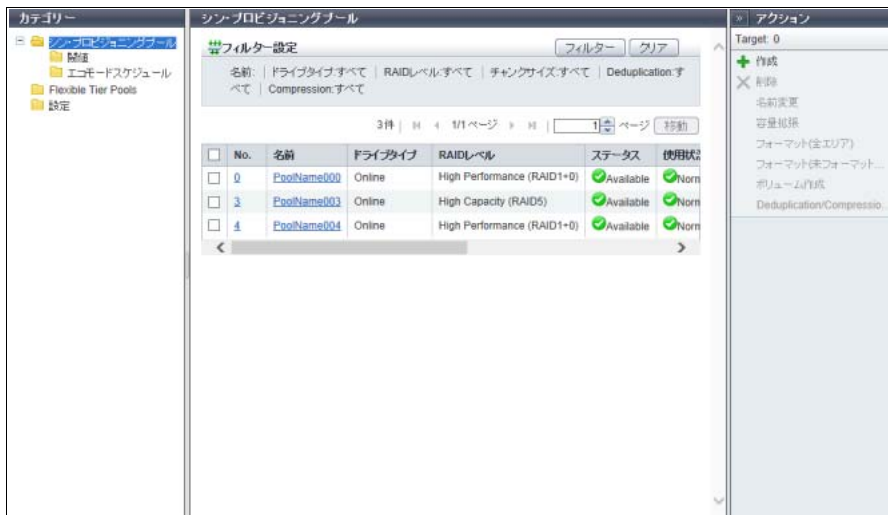 カテゴリー
シン・プロビジョニングプール
閾値
エコモードスケジュール
Flexible Tier Pools
設定
シン・プロビジョニングプール
フィルター設定
フィルター
クリア
名前: | ドライブタイプ:すべて | RAIDレベル:すべて | チャンクサイズ:すべて | Deduplication:す
べて | Compression:すべて
3件 | 1/1ページ | 1 ページ 移動
No. 名前 ドライブタイプ RAIDレベル ステータス 使用状況
0 PoolName000 Online High Performance (RAID1+0) Available Norm
3 PoolName003 Online High Capacity (RAID5) Available Norm
4 PoolName004 Online High Performance (RAID1+0) Available Norm
» アクション
Target: 0
作成
削除
名前変更
容量拡張
フォーマット(全エリア)
フォーマット(未フォーマット...
ボリューム作成
Deduplication/Compressio...